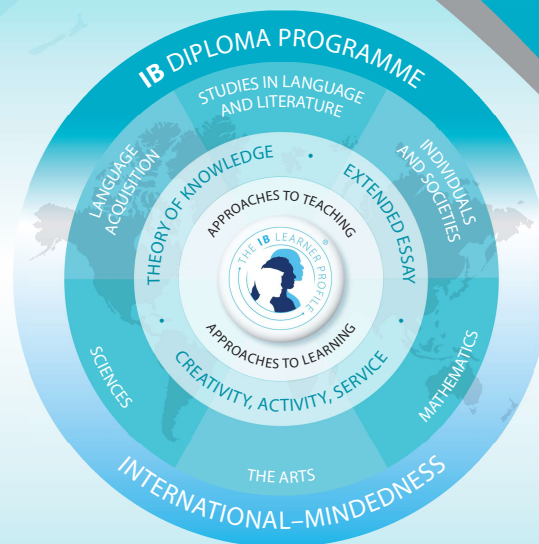 IB DIPLOMA PROGRAMME
STUDIES IN LANGUAGE
AND LITERATURE
LANGUAGE
ACQUISITION
INDIVIDUALS
AND SOCIETIES
THEORY OF KNOWLEDGE •
EXTENDED ESSAY •
APPROACHES TO TEACHING
THE IB LEARNER PROFILE ®
APPROACHES TO LEARNING
CREATIVITY, ACTIVITY, SERVICE •
SCIENCES
MATHEMATICS
THE ARTS
INTERNATIONAL–MINDEDNESS